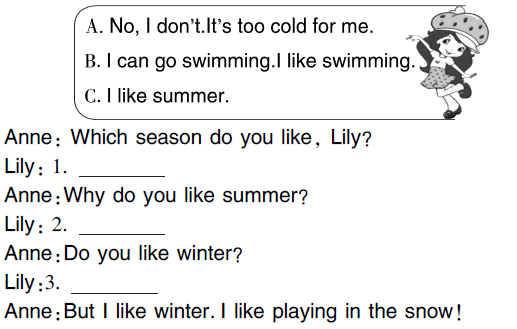 A. No, I don't.It's too cold for me.
B. I can go swimming.I like swimming.
C. I like summer.
Anne: Which season do you like, Lily?
Lily: 1. ________
Anne:Why do you like summer?
Lily: 2. ________
Anne:Do you like winter?
Lily:3. ________
Anne:But I like winter. I like playing in the snow!